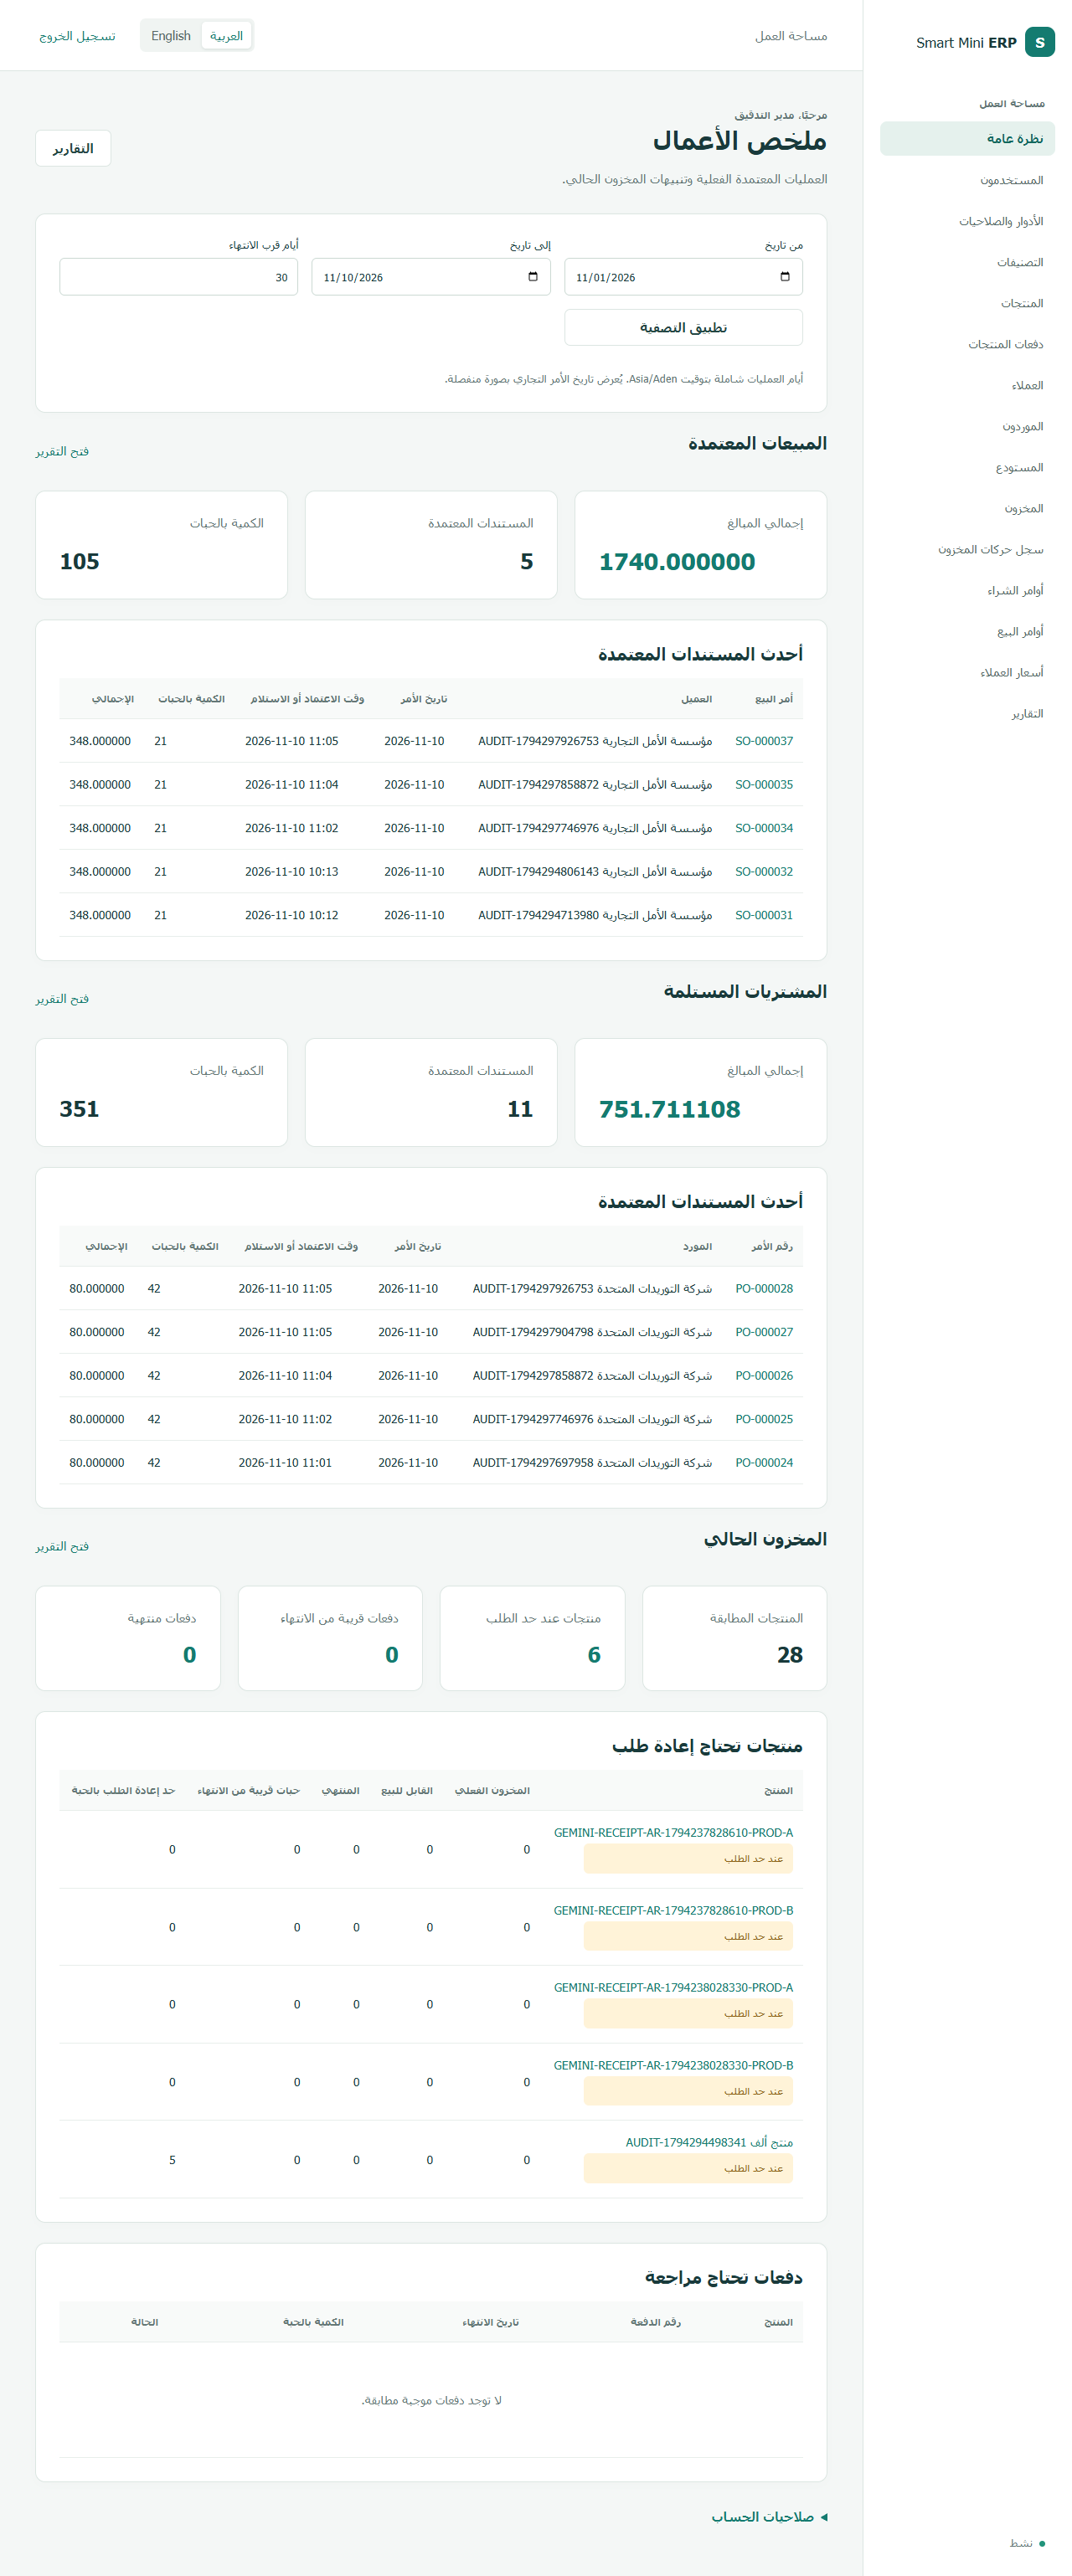 Smart Mini ERP
S
مساحة العمل
نظرة عامة
المستخدمون
الأدوار والصلاحيات
التصنيفات
المنتجات
دفعات المنتجات
العملاء
الموردون
المستودع
المخزون
سجل حركات المخزون
أوامر الشراء
أوامر البيع
أسعار العملاء
التقارير
نشط
مساحة العمل
العربية English
تسجيل الخروج
مرحبًا، مدير التدقيق
ملخص الأعمال
العمليات المعتمدة الفعلية وتنبيهات المخزون الحالي.
التقارير
من تاريخ إلى تاريخ أيام قرب الانتهاء
11/01/2026 11/10/2026 30
تطبيق التصفية
أيام العمليات شاملة بتوقيت Asia/Aden. يُعرض تاريخ الأمر التجاري بصورة منفصلة.
المبيعات المعتمدة
فتح التقرير
إجمالي المبالغ المستندات المعتمدة الكمية بالحبات
1740.000000 5 105
أحدث المستندات المعتمدة
أمر البيع العميل تاريخ الأمر وقت الاعتماد أو الاستلام الكمية بالحبات الإجمالي
SO-000037 مؤسسة الأمل التجارية AUDIT-1794297926753 2026-11-10 2026-11-10 11:05 21 348.000000
SO-000035 مؤسسة الأمل التجارية AUDIT-1794297858872 2026-11-10 2026-11-10 11:04 21 348.000000
SO-000034 مؤسسة الأمل التجارية AUDIT-1794297746976 2026-11-10 2026-11-10 11:02 21 348.000000
SO-000032 مؤسسة الأمل التجارية AUDIT-1794294806143 2026-11-10 2026-11-10 10:13 21 348.000000
SO-000031 مؤسسة الأمل التجارية AUDIT-1794294713980 2026-11-10 2026-11-10 10:12 21 348.000000
المشتريات المستلمة
فتح التقرير
إجمالي المبالغ المستندات المعتمدة الكمية بالحبات
751.711108 11 351
أحدث المستندات المعتمدة
رقم الأمر المورد تاريخ الأمر وقت الاعتماد أو الاستلام الكمية بالحبات الإجمالي
PO-000028 شركة التوريدات المتحدة AUDIT-1794297926753 2026-11-10 2026-11-10 11:05 42 80.000000
PO-000027 شركة التوريدات المتحدة AUDIT-1794297904798 2026-11-10 2026-11-10 11:05 42 80.000000
PO-000026 شركة التوريدات المتحدة AUDIT-1794297858872 2026-11-10 2026-11-10 11:04 42 80.000000
PO-000025 شركة التوريدات المتحدة AUDIT-1794297746976 2026-11-10 2026-11-10 11:02 42 80.000000
PO-000024 شركة التوريدات المتحدة AUDIT-1794297697958 2026-11-10 2026-11-10 11:01 42 80.000000
المخزون الحالي
فتح التقرير
المنتجات المطابقة منتجات عند حد الطلب دفعات قريبة من الانتهاء دفعات منتهية
28 6 0 0
منتجات تحتاج إعادة طلب
المنتج المخزون الفعلي القابل للبيع المنتهي حبات قريبة من الانتهاء حد إعادة الطلب بالحبة
GEMINI-RECEIPT-AR-1794237828610-PROD-A
عند حد الطلب 0 0 0 0 0
GEMINI-RECEIPT-AR-1794237828610-PROD-B
عند حد الطلب 0 0 0 0 0
GEMINI-RECEIPT-AR-1794238028330-PROD-A
عند حد الطلب 0 0 0 0 0
GEMINI-RECEIPT-AR-1794238028330-PROD-B
عند حد الطلب 0 0 0 0 0
منتج ألف AUDIT-1794294498341
عند حد الطلب 0 0 0 0 5
دفعات تحتاج مراجعة
المنتج رقم الدفعة تاريخ الانتهاء الكمية بالحبة الحالة
لا توجد دفعات موجبة مطابقة.
صلاحيات الحساب